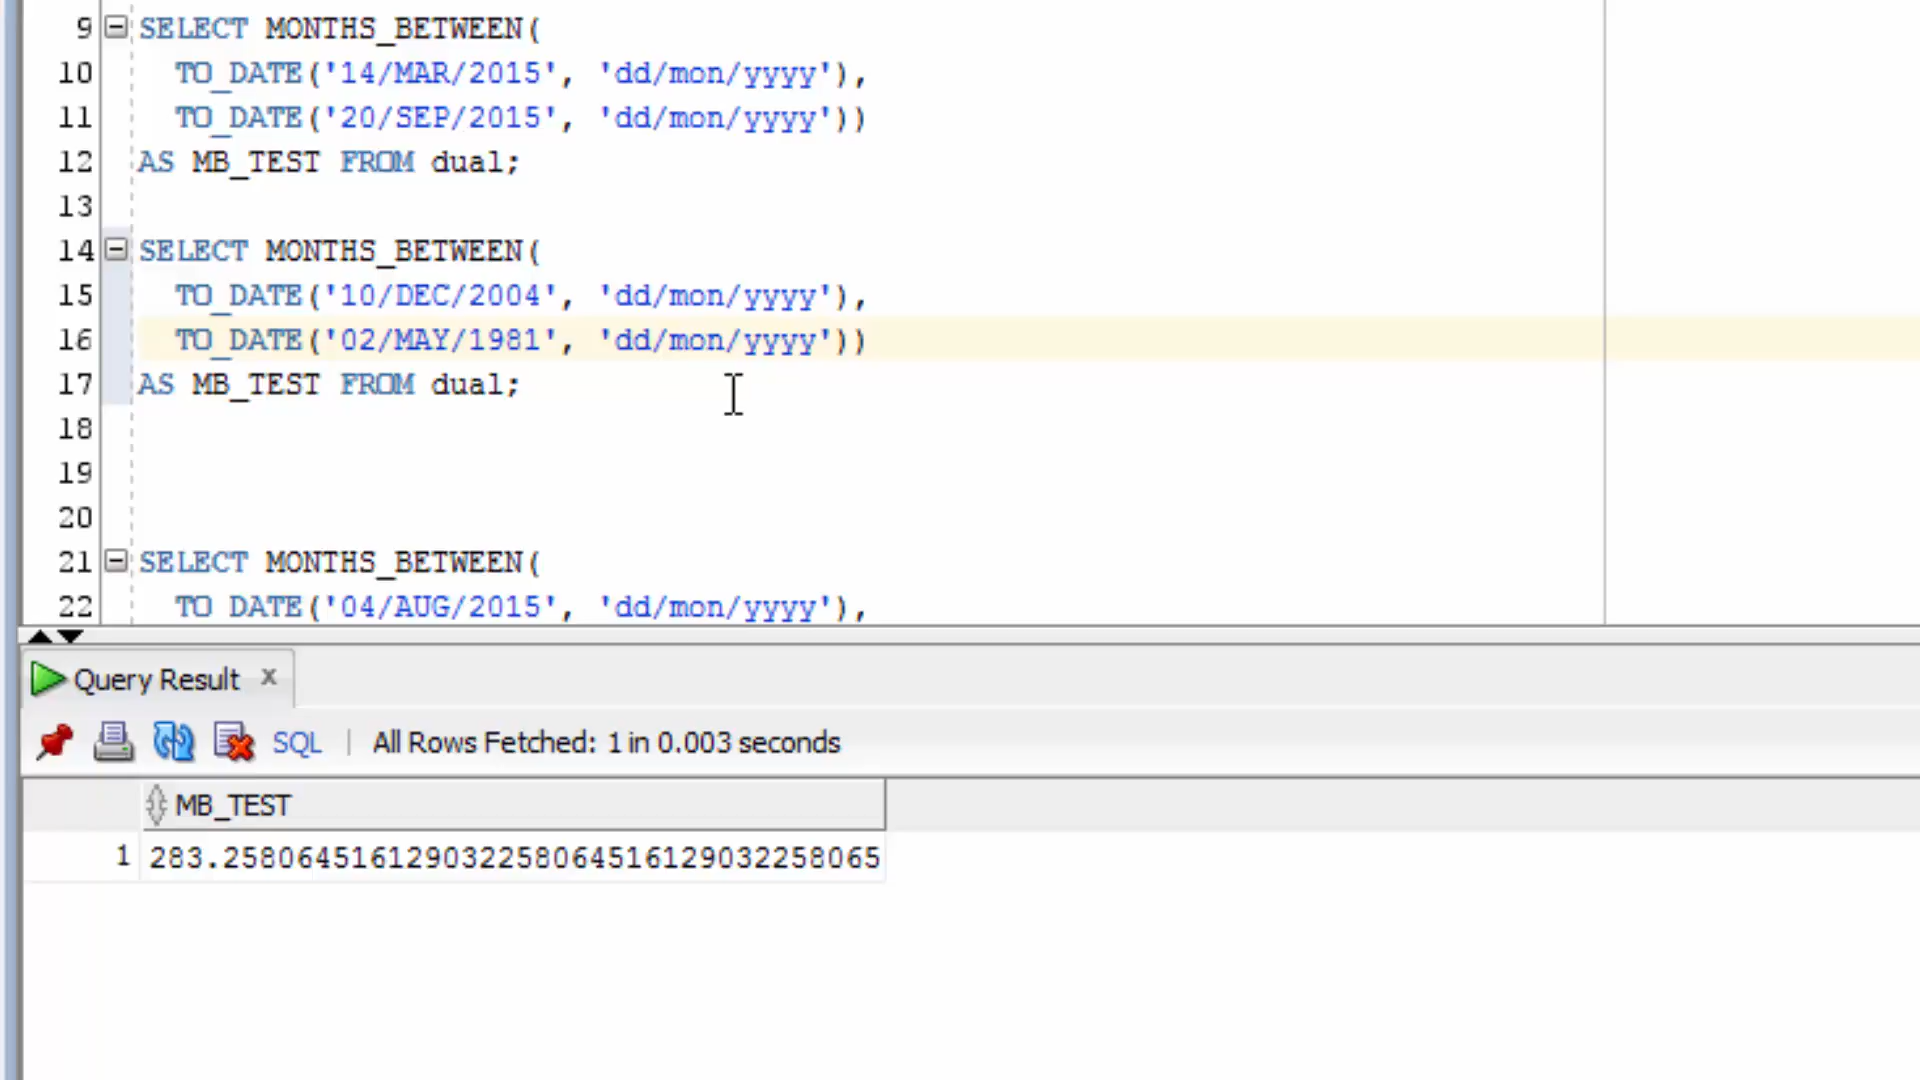 9 SELECT MONTHS_BETWEEN(
10 TO_DATE('14/MAR/2015', 'dd/mon/yyyy'),
11 TO_DATE('20/SEP/2015', 'dd/mon/yyyy'))
12 AS MB_TEST FROM dual;
13
14 SELECT MONTHS_BETWEEN(
15 TO_DATE('10/DEC/2004', 'dd/mon/yyyy'),
16 TO_DATE('02/MAY/1981', 'dd/mon/yyyy'))
17 AS MB_TEST FROM dual;
18
19
20
21 SELECT MONTHS_BETWEEN(
22 TO_DATE('04/AUG/2015', 'dd/mon/yyyy'),
Query Result x
SQL | All Rows Fetched: 1 in 0.003 seconds
MB_TEST
1 283.258064516129032258064516129032258065